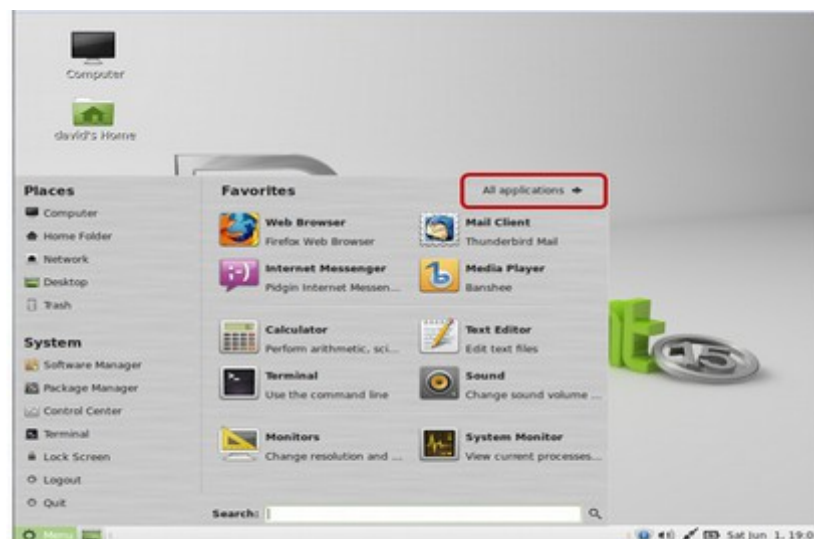 Computer
david's Home
Places
Computer
Home Folder
Network
Desktop
Trash
System
Software Manager
Package Manager
Control Center
Terminal
Lock Screen
Logout
Quit
Favorites
All applications
Web Browser
Firefox Web Browser
Mail Client
Thunderbird Mail
Internet Messenger
Pidgin Internet Messen...
Media Player
Banshee
Calculator
Perform arithmetic, sci...
Text Editor
Edit text files
Terminal
Use the command line
Sound
Change sound volume ...
Monitors
Change resolution and ...
System Monitor
View current processes...
Search:
nt 15
Menu
Sat Jun 1, 19:0